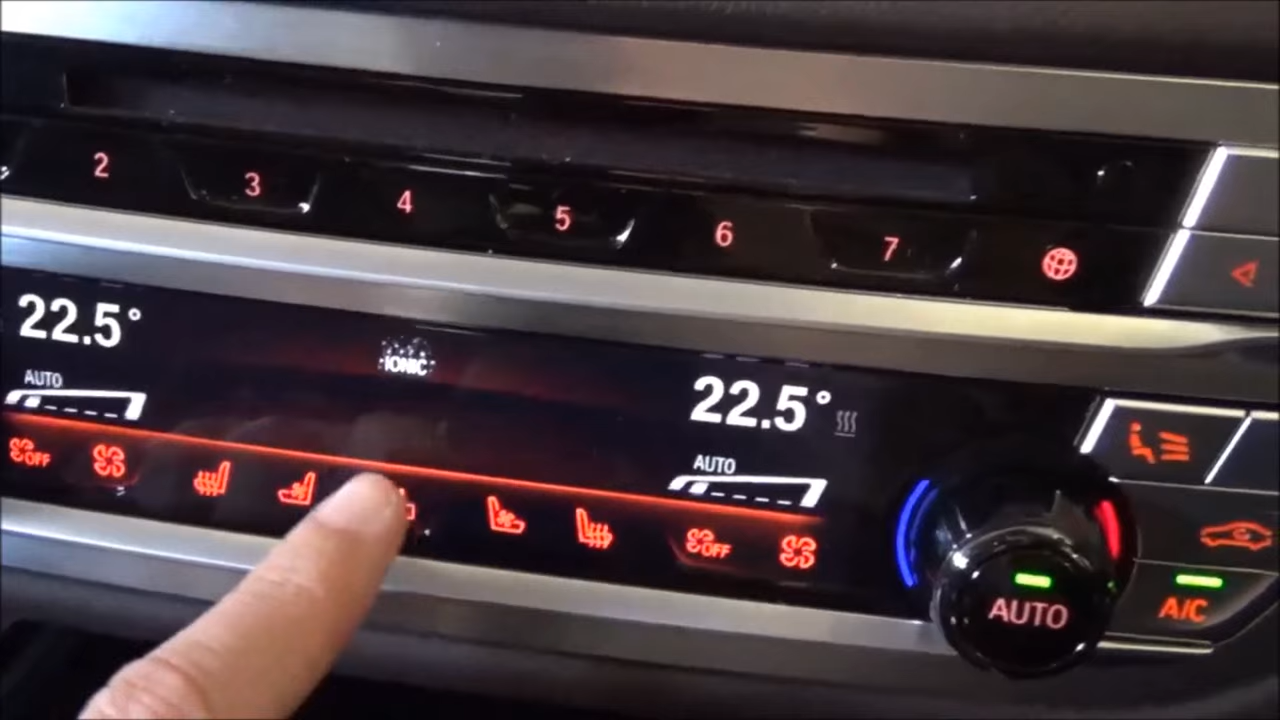 2 3 4 5 6 7
22.5° IONIC 22.5°
AUTO AUTO
OFF OFF
AUTO A/C